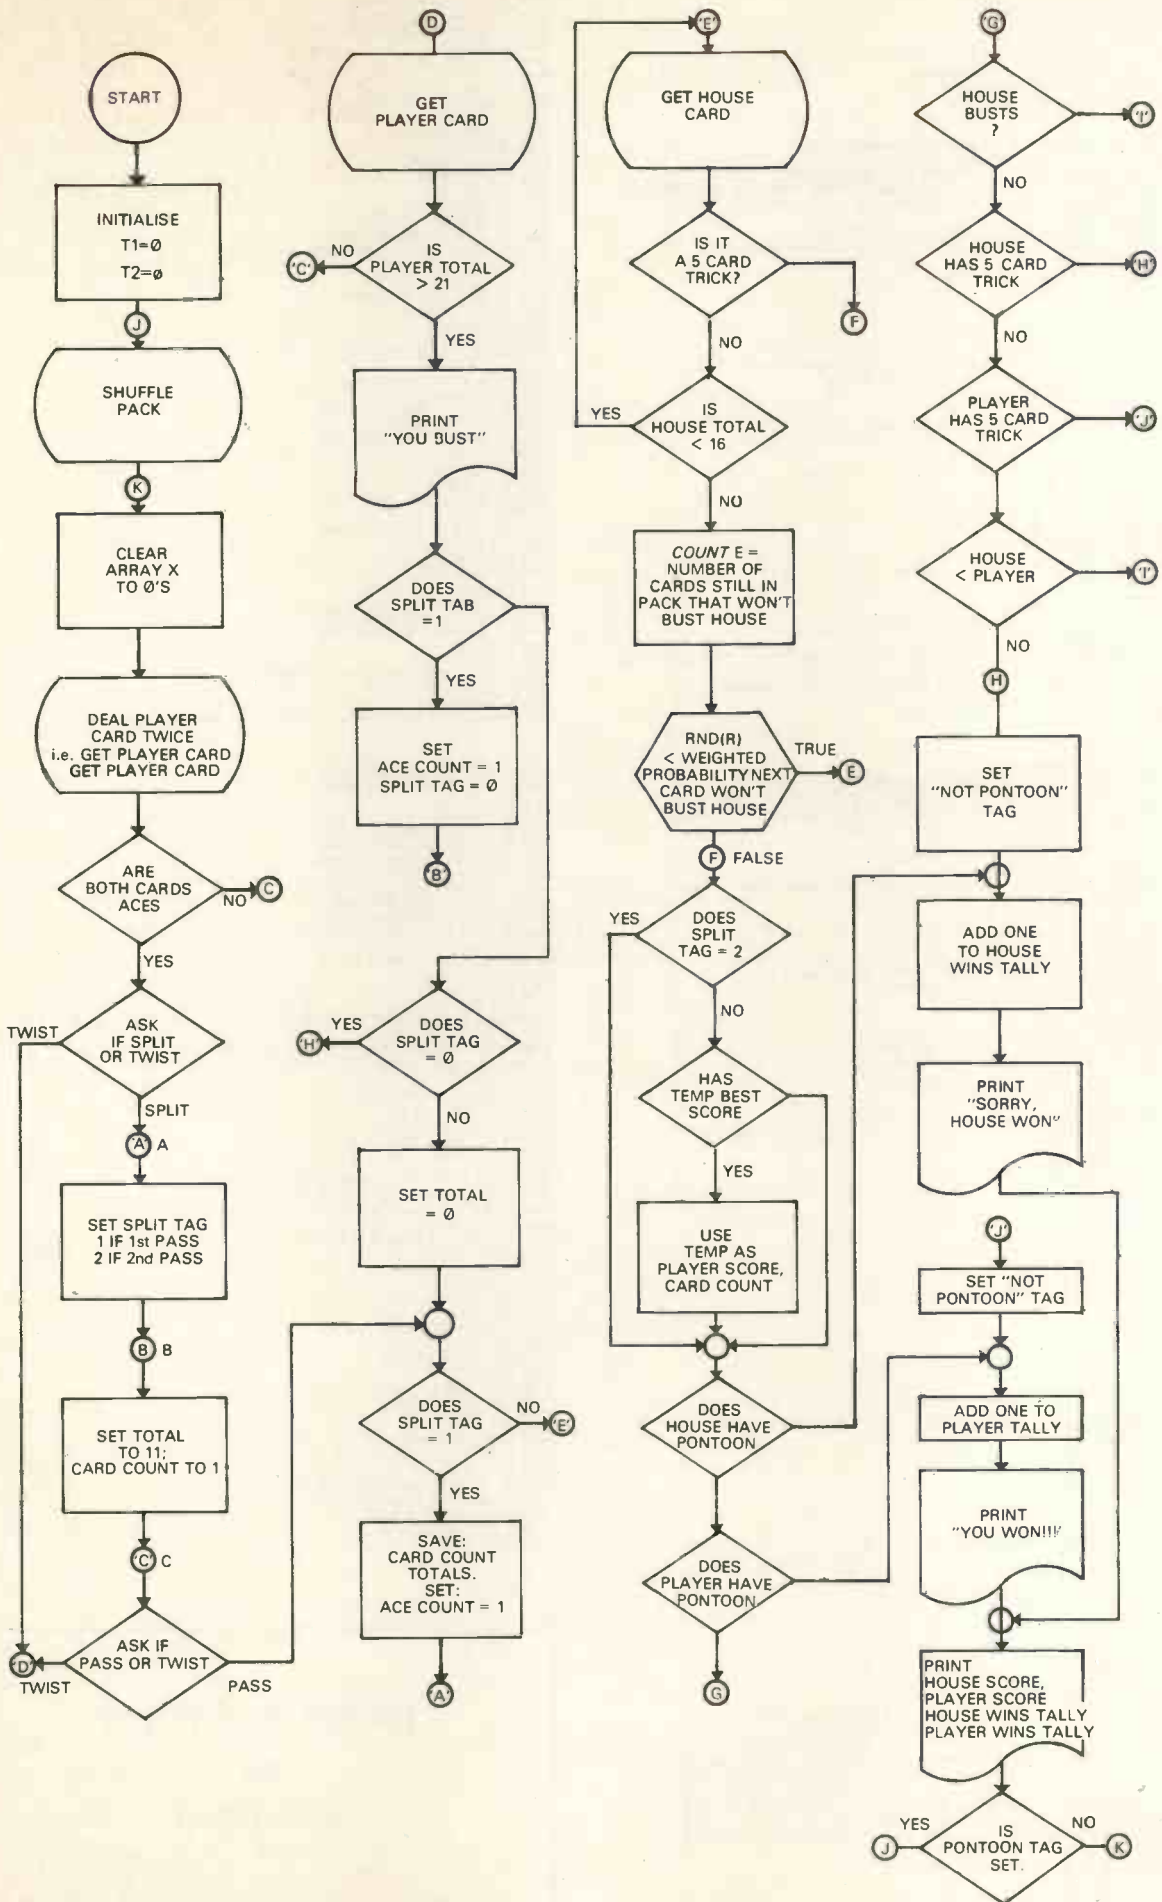 START
INITIALISE
T1=Ø
T2=ø
J
SHUFFLE
PACK
K
CLEAR
ARRAY X
TO Ø'S
DEAL PLAYER
CARD TWICE
i.e. GET PLAYER CARD
GET PLAYER CARD
ARE
BOTH CARDS
ACES
NO
C
YES
TWIST
ASK
IF SPLIT
OR TWIST
SPLIT
'A' A
SET SPLIT TAG
1 IF 1st PASS
2 IF 2nd PASS
B B
SET TOTAL
TO 11;
CARD COUNT TO 1
'C' C
ASK IF
PASS OR TWIST
'D'
TWIST
PASS
D
GET
PLAYER CARD
IS
PLAYER TOTAL
> 21
NO
'C'
YES
PRINT
"YOU BUST"
DOES
SPLIT TAB
=1
YES
SET
ACE COUNT = 1
SPLIT TAG = Ø
'B'
DOES
SPLIT TAG
= Ø
YES
'H'
NO
SET TOTAL
= Ø
DOES
SPLIT TAG
= 1
NO
'E'
YES
SAVE:
CARD COUNT
TOTALS.
SET:
ACE COUNT = 1
'A'
'E'
GET HOUSE
CARD
IS IT
A 5 CARD
TRICK?
F
NO
YES
IS
HOUSE TOTAL
< 16
NO
COUNT E =
NUMBER OF
CARDS STILL IN
PACK THAT WON'T
BUST HOUSE
RND(R)
< WEIGHTED
PROBABILITY NEXT
CARD WON'T
BUST HOUSE
TRUE
E
F FALSE
YES
DOES
SPLIT
TAG = 2
NO
HAS
TEMP BEST
SCORE
YES
USE
TEMP AS
PLAYER SCORE,
CARD COUNT
DOES
HOUSE HAVE
PONTOON
DOES
PLAYER HAVE
PONTOON
G
'G'
HOUSE
BUSTS
?
'I'
NO
HOUSE
HAS 5 CARD
TRICK
'H'
NO
PLAYER
HAS 5 CARD
TRICK
'J'
HOUSE
< PLAYER
'I'
NO
H
SET
"NOT PONTOON"
TAG
ADD ONE
TO HOUSE
WINS TALLY
PRINT
"SORRY,
HOUSE WON"
'J'
SET "NOT
PONTOON" TAG
ADD ONE TO
PLAYER TALLY
PRINT
"YOU WON!!!"
PRINT
HOUSE SCORE,
PLAYER SCORE
HOUSE WINS TALLY
PLAYER WINS TALLY
YES
NO
J
IS
PONTOON TAG
SET.
K